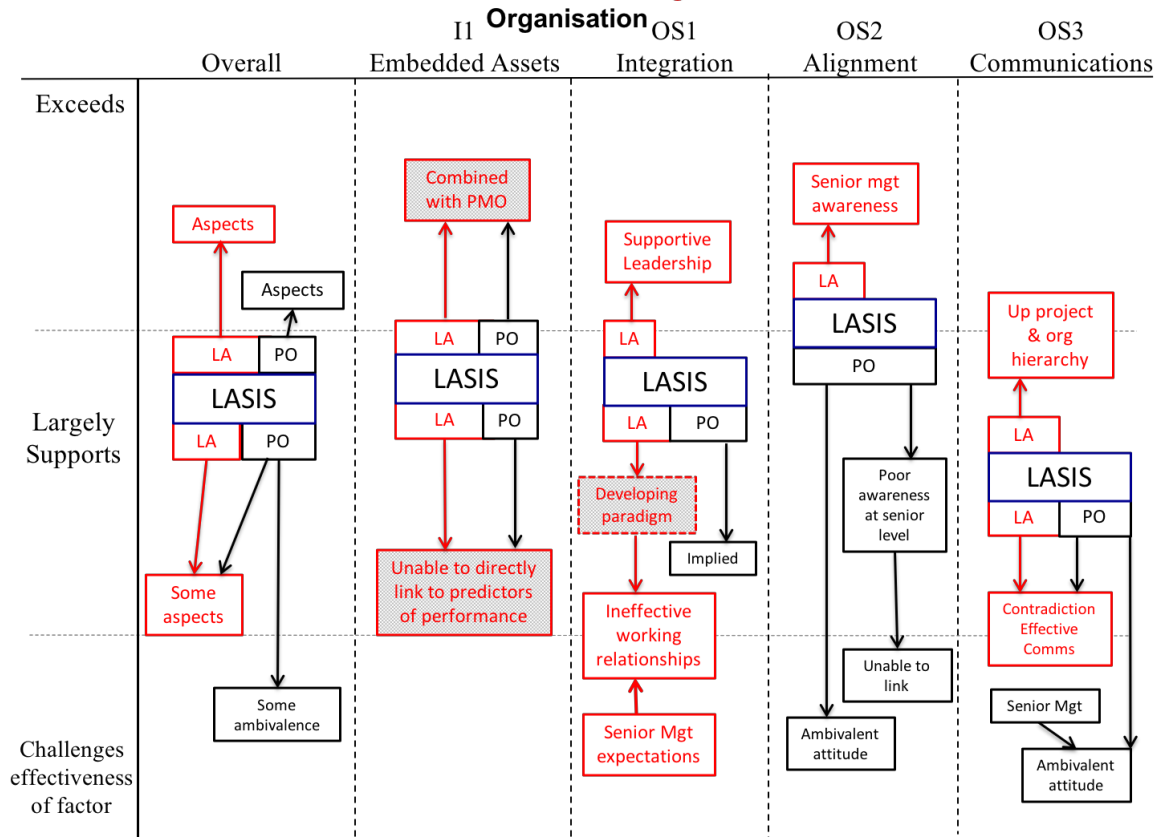 Organisation
Overall
I1
Embedded Assets
OS1
Integration
OS2
Alignment
OS3
Communications
Exceeds
Largely
Supports
Challenges
effectiveness
of factor
Aspects
Aspects
LA
PO
LASIS
LA
PO
Some
aspects
Some
ambivalence
Combined
with PMO
LA
PO
LASIS
LA
PO
Unable to directly
link to predictors
of performance
Supportive
Leadership
LA
LASIS
LA
PO
Developing
paradigm
Implied
Ineffective
working
relationships
Senior Mgt
expectations
Senior mgt
awareness
LA
LASIS
PO
Poor
awareness
at senior
level
Unable to
link
Ambivalent
attitude
Up project
& org
hierarchy
LA
LASIS
LA
PO
Contradiction
Effective
Comms
Senior Mgt
Ambivalent
attitude